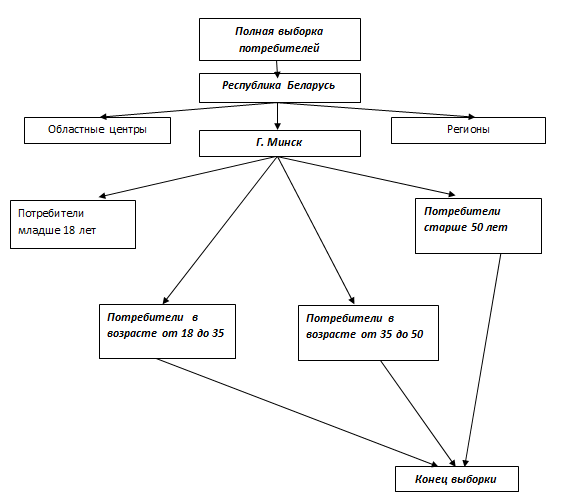 Полная выборка
потребителей
Республика Беларусь
Областные центры
Регионы
Г. Минск
Потребители
младше 18 лет
Потребители
старше 50 лет
Потребители в
возрасте от 18 до 35
Потребители в
возрасте от 35 до 50
Конец выборки